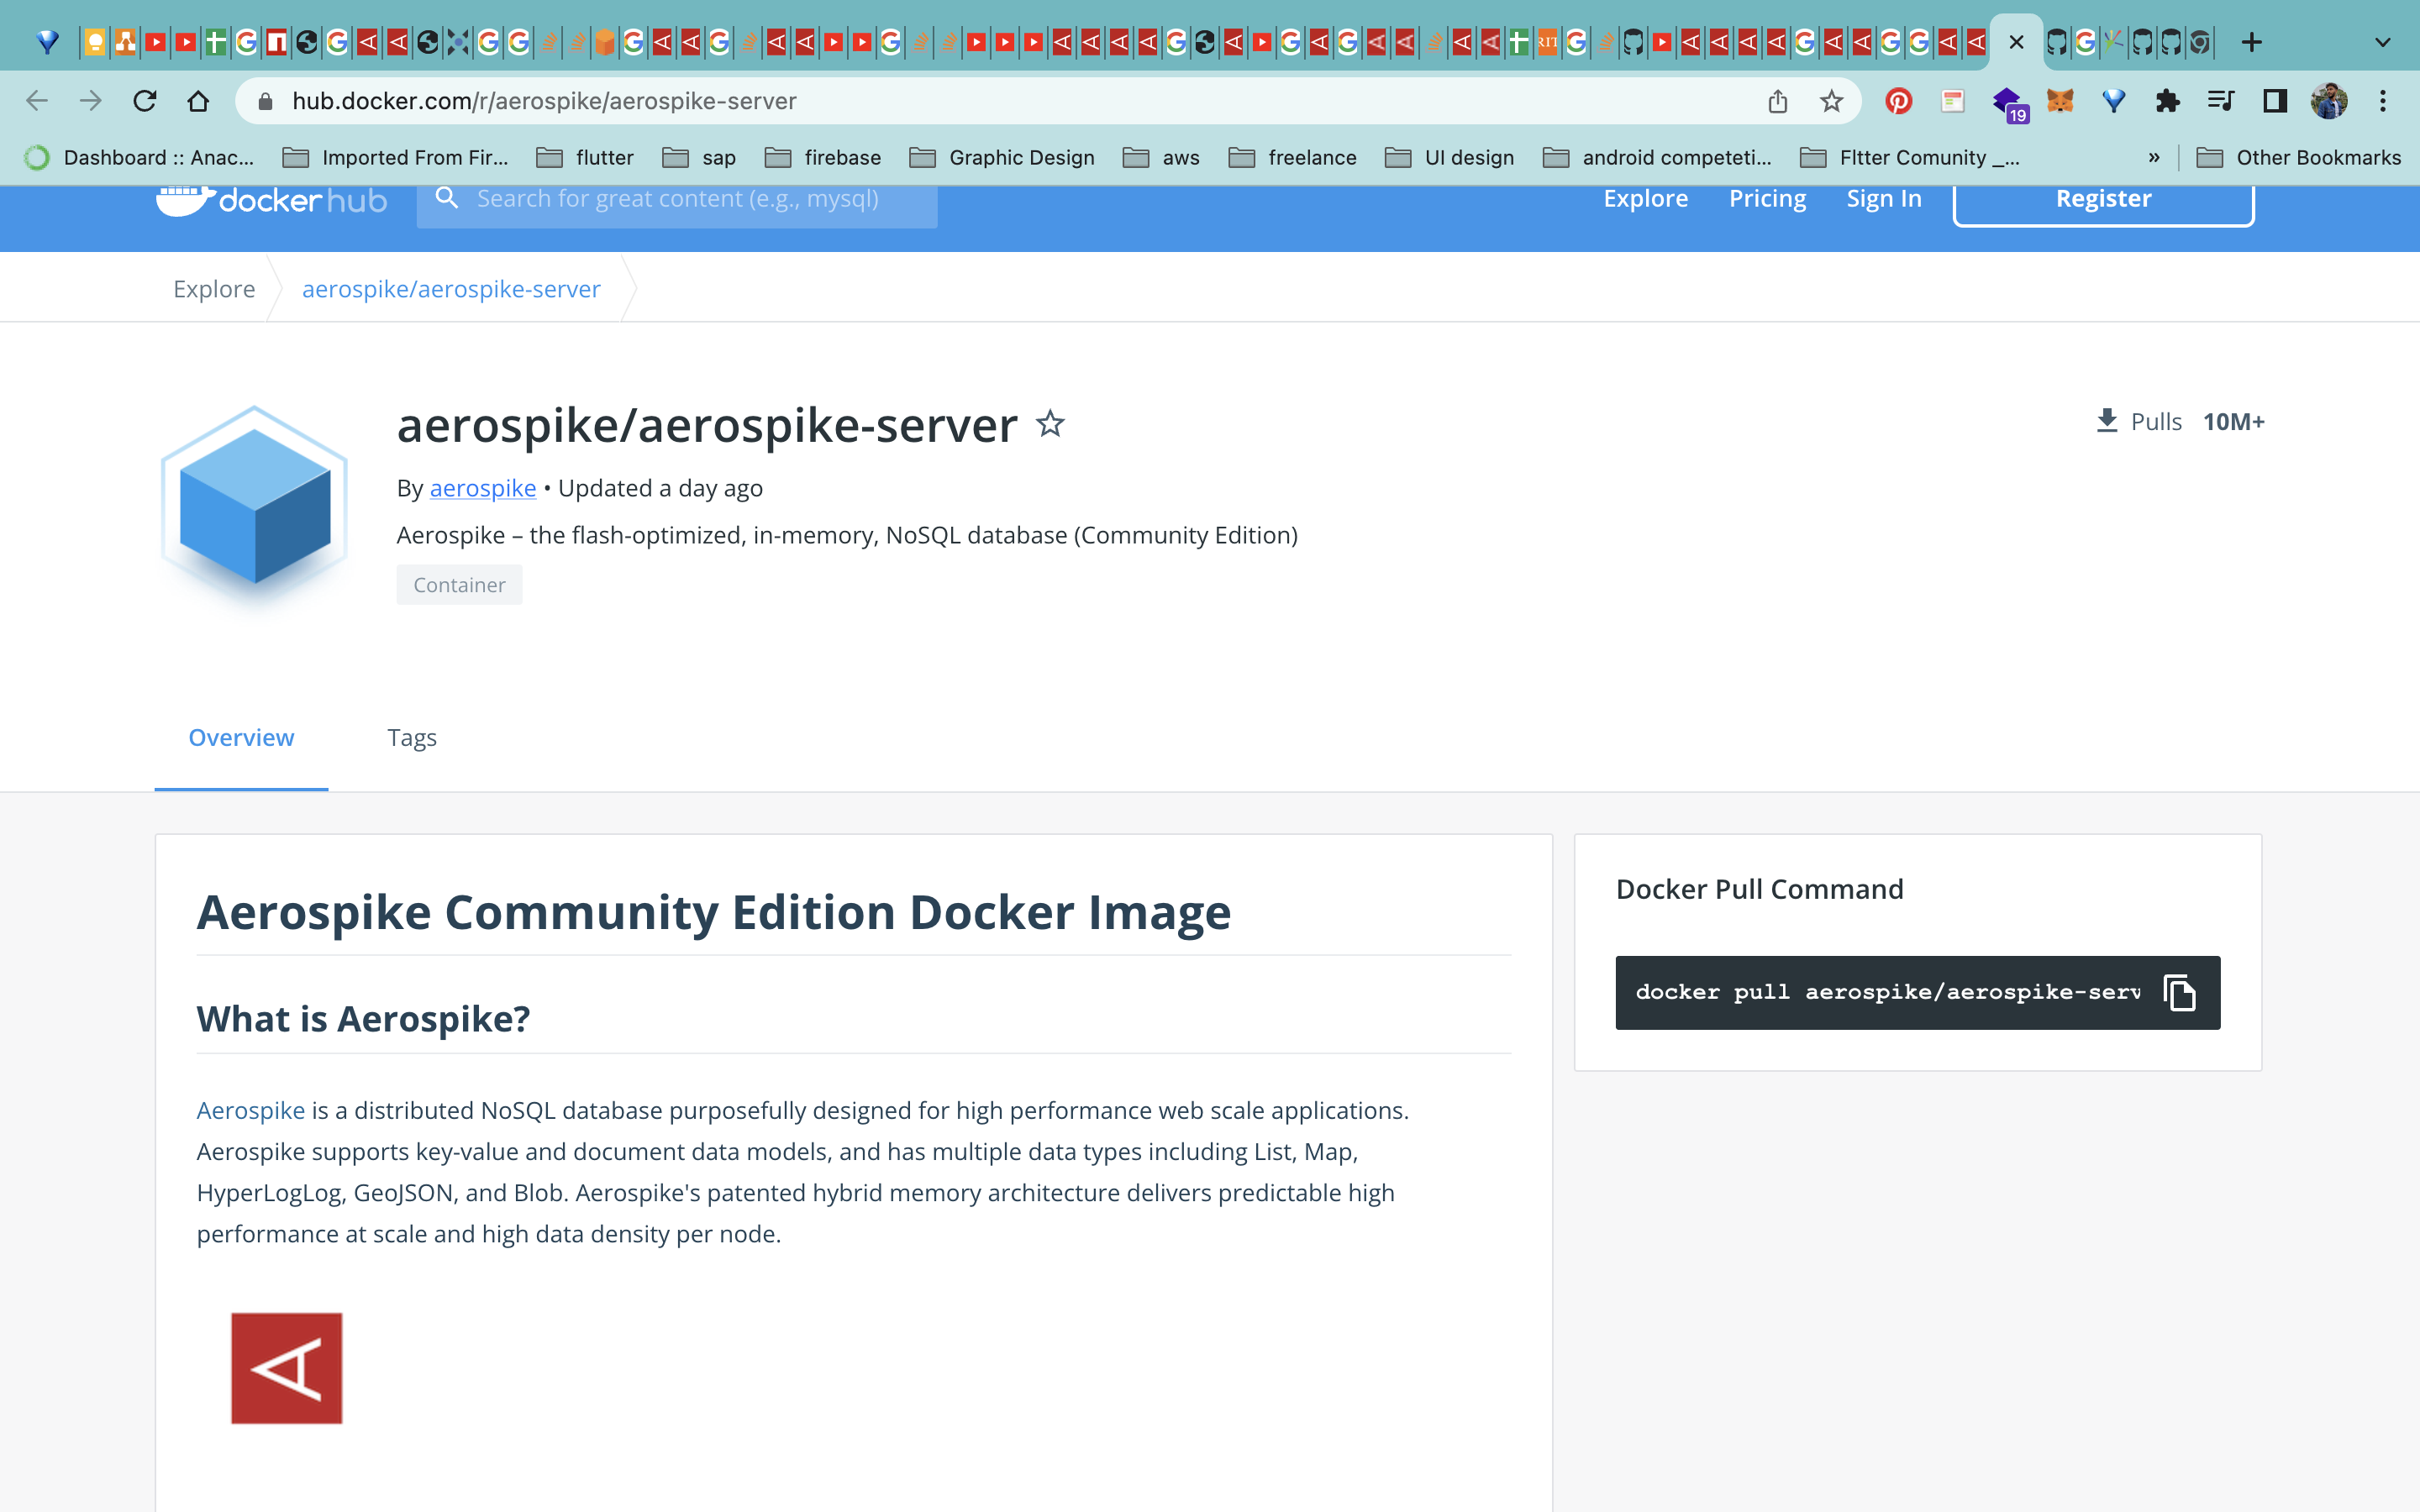 hub.docker.com/r/aerospike/aerospike-server
19
Dashboard :: Anac...
Imported From Fir...
flutter
sap
firebase
Graphic Design
aws
freelance
UI design
android competeti...
Fltter Comunity _...
»
Other Bookmarks
docker hub
Search for great content (e.g., mysql)
Explore
Pricing
Sign In
Register
Explore
aerospike/aerospike-server
aerospike/aerospike-server
Pulls 10M+
By aerospike • Updated a day ago
Aerospike – the flash-optimized, in-memory, NoSQL database (Community Edition)
Container
Overview
Tags
Aerospike Community Edition Docker Image
What is Aerospike?
Aerospike is a distributed NoSQL database purposefully designed for high performance web scale applications.
Aerospike supports key-value and document data models, and has multiple data types including List, Map,
HyperLogLog, GeoJSON, and Blob. Aerospike's patented hybrid memory architecture delivers predictable high
performance at scale and high data density per node.
Docker Pull Command
docker pull aerospike/aerospike-serv